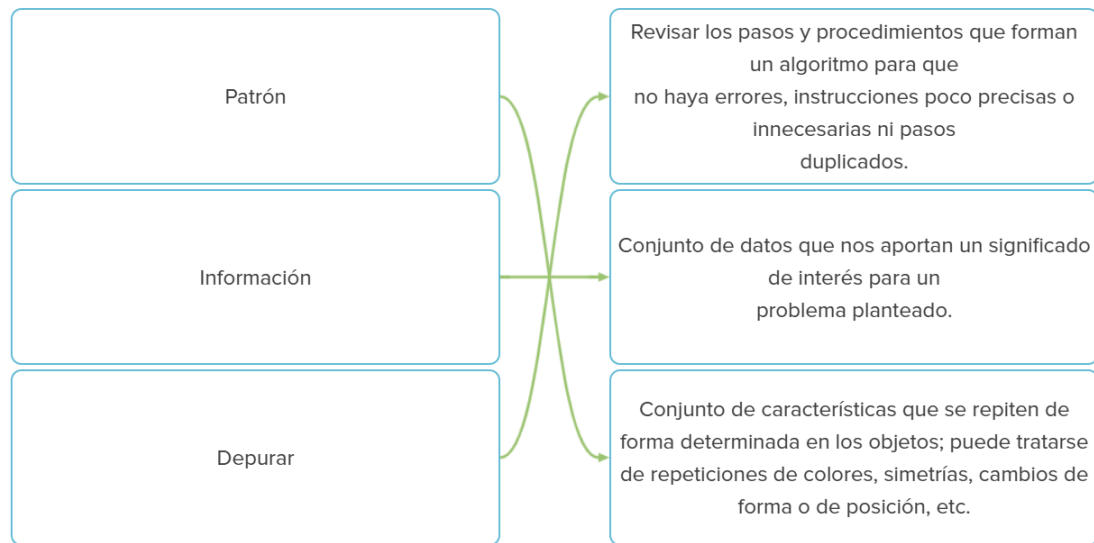 Patrón
Revisar los pasos y procedimientos que forman
un algoritmo para que
no haya errores, instrucciones poco precisas o
innecesarias ni pasos
duplicados.
Información
Conjunto de datos que nos aportan un significado
de interés para un
problema planteado.
Depurar
Conjunto de características que se repiten de
forma determinada en los objetos; puede tratarse
de repeticiones de colores, simetrías, cambios de
forma o de posición, etc.